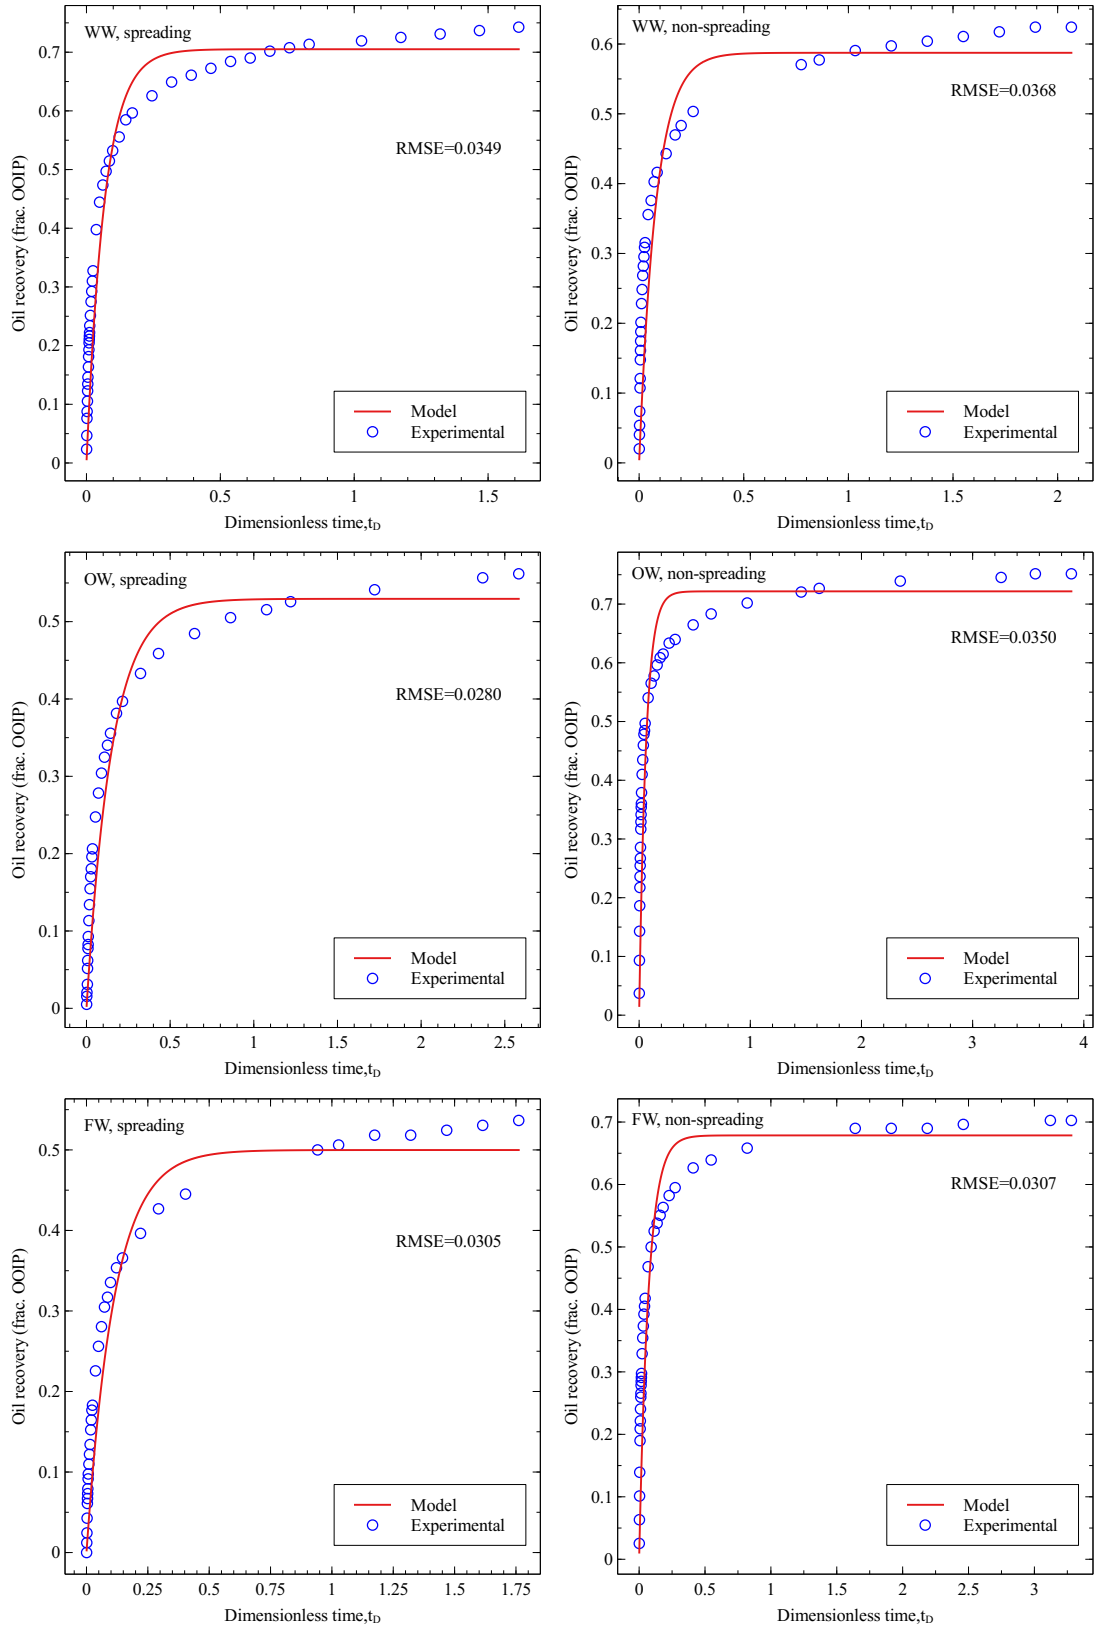 WW, spreading
RMSE=0.0349
Oil recovery (frac. OOIP)
0.7
0.6
0.5
0.4
0.3
0.2
0.1
0
Model
Experimental
0
0.5
1
1.5
Dimensionless time,t_D
WW, non-spreading
RMSE=0.0368
Oil recovery (frac. OOIP)
0.6
0.5
0.4
0.3
0.2
0.1
0
Model
Experimental
0
0.5
1
1.5
2
Dimensionless time,t_D
OW, spreading
RMSE=0.0280
Oil recovery (frac. OOIP)
0.5
0.4
0.3
0.2
0.1
0
Model
Experimental
0
0.5
1
1.5
2
2.5
Dimensionless time,t_D
OW, non-spreading
RMSE=0.0350
Oil recovery (frac. OOIP)
0.7
0.6
0.5
0.4
0.3
0.2
0.1
0
Model
Experimental
0
1
2
3
4
Dimensionless time,t_D
FW, spreading
RMSE=0.0305
Oil recovery (frac. OOIP)
0.5
0.4
0.3
0.2
0.1
0
Model
Experimental
0
0.25
0.5
0.75
1
1.25
1.5
1.75
Dimensionless time,t_D
FW, non-spreading
RMSE=0.0307
Oil recovery (frac. OOIP)
0.7
0.6
0.5
0.4
0.3
0.2
0.1
0
Model
Experimental
0
0.5
1
1.5
2
2.5
3
Dimensionless time,t_D